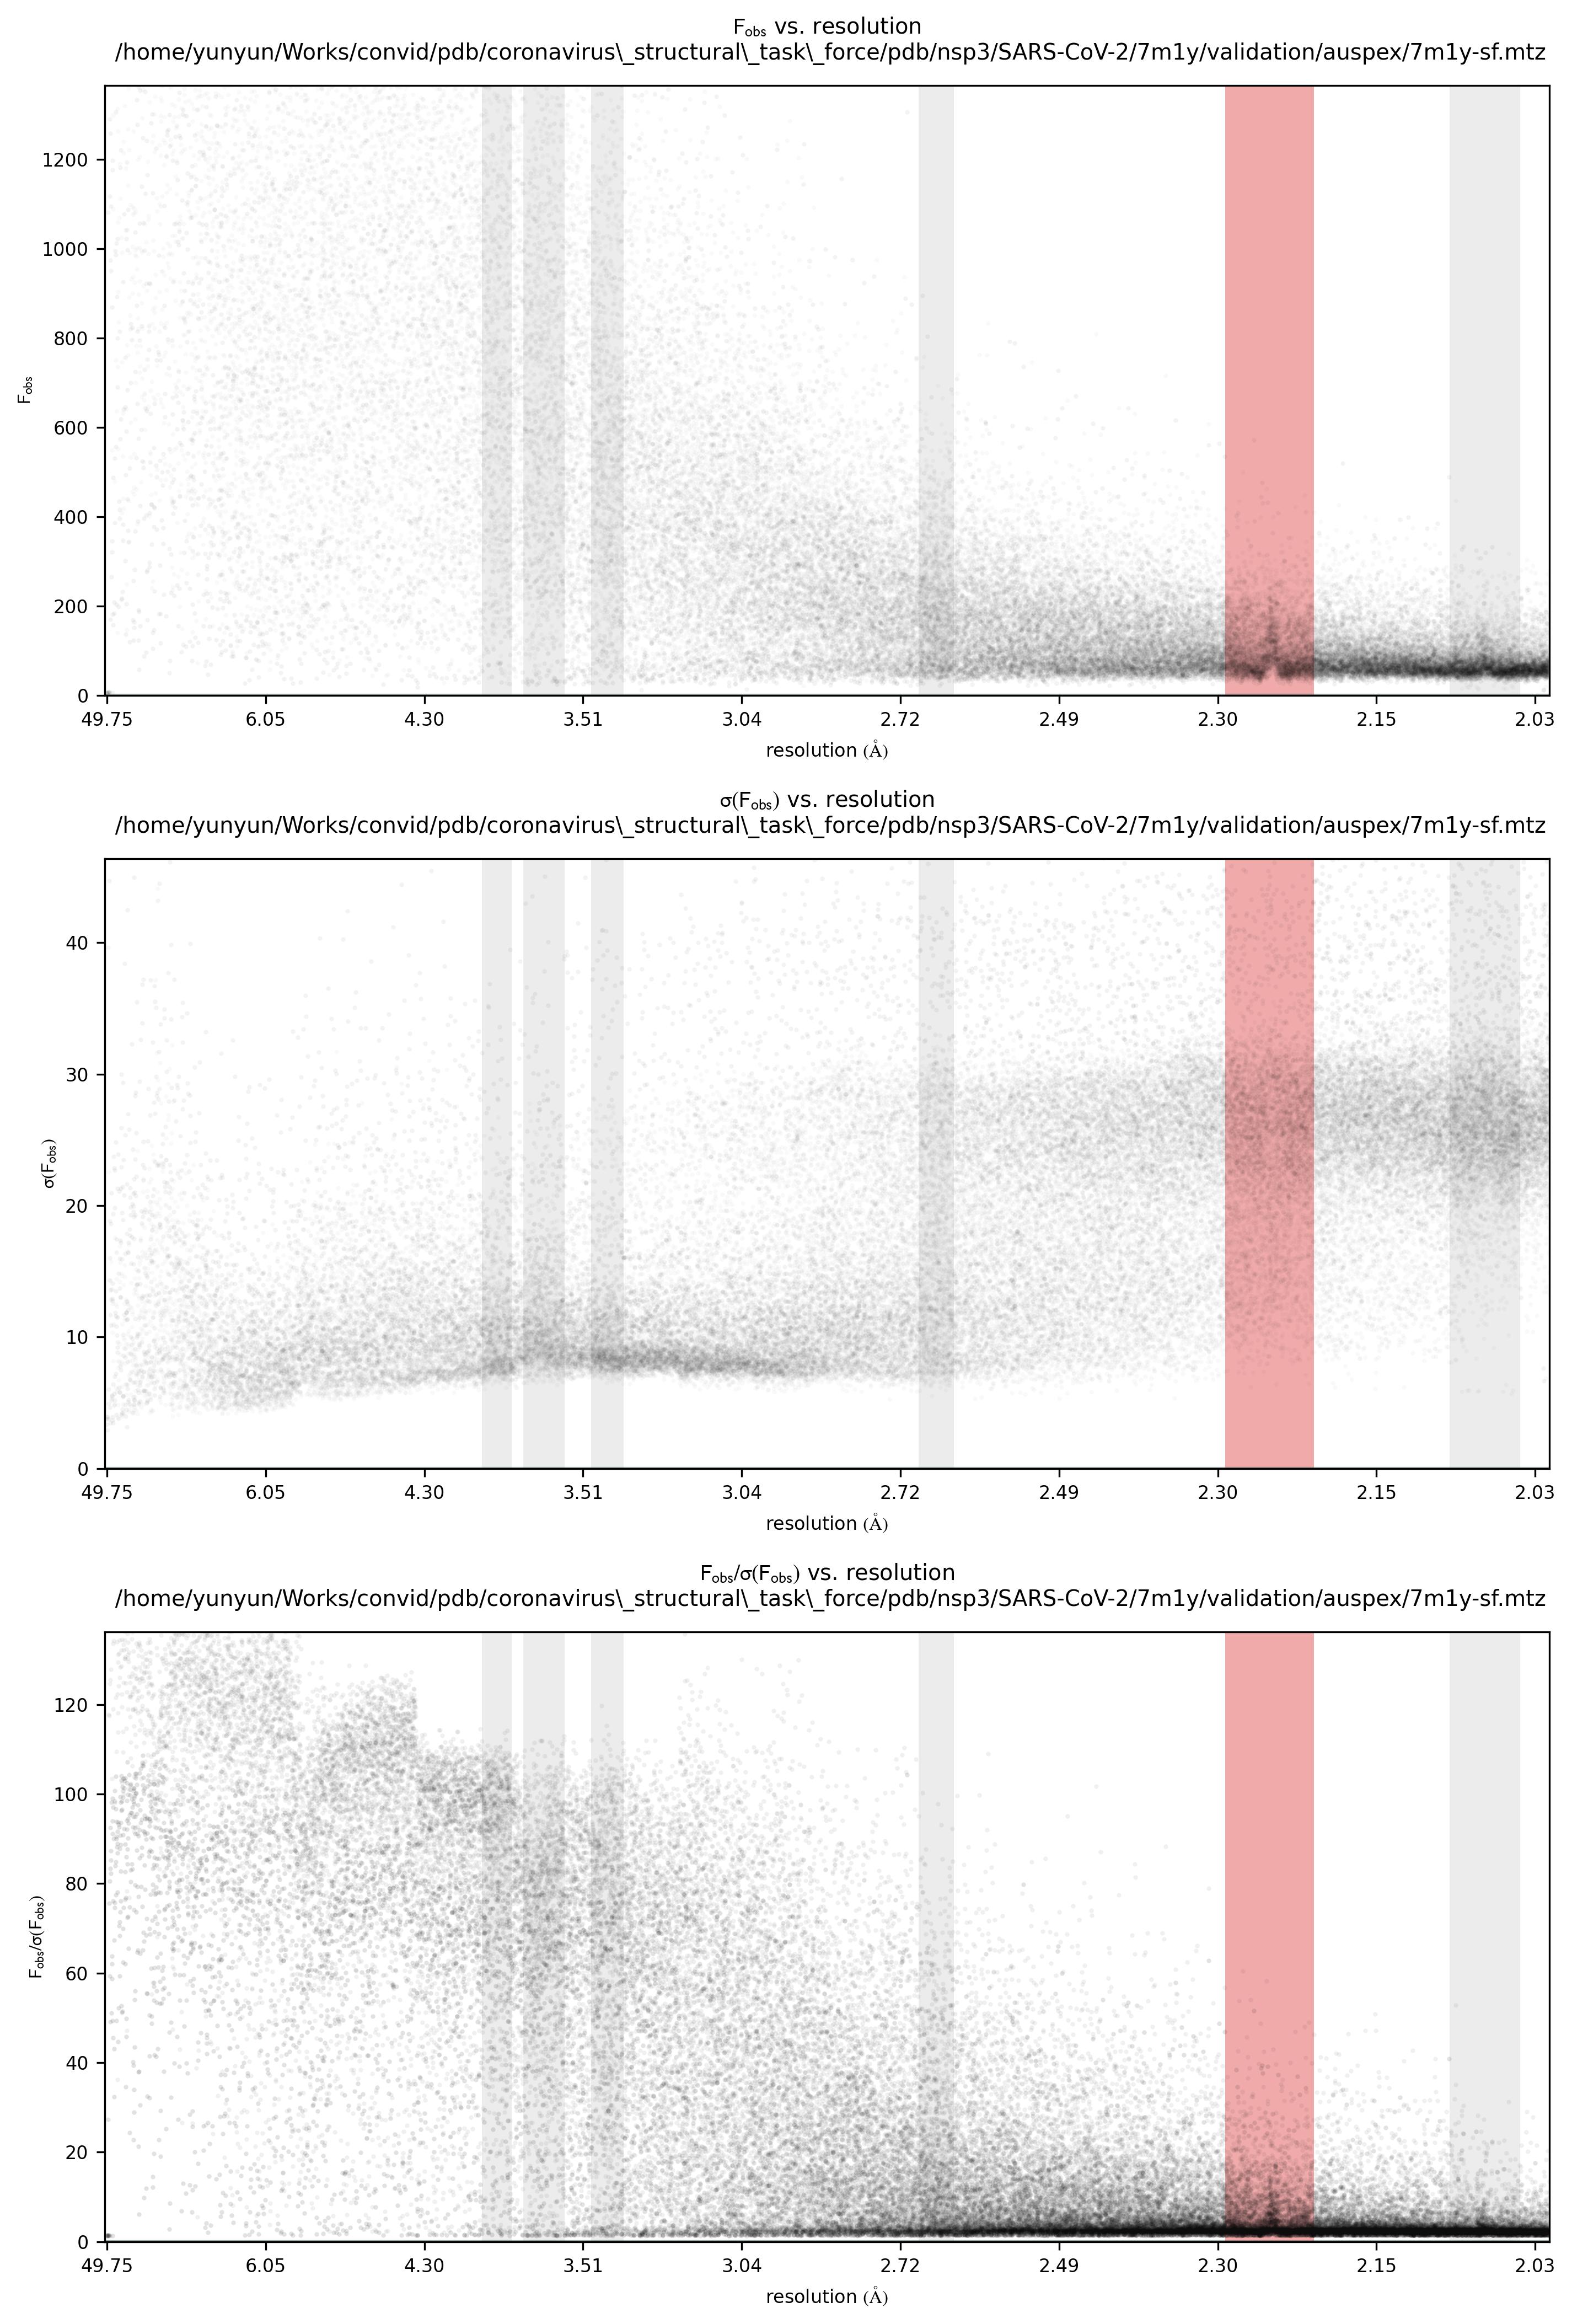 Fobs vs. resolution
/home/yunyun/Works/convid/pdb/coronavirus\_structural\_task\_force/pdb/nsp3/SARS-CoV-2/7m1y/validation/auspex/7m1y-sf.mtz
1200
1000
800
600
400
200
0
Fobs
49.75 6.05 4.30 3.51 3.04 2.72 2.49 2.30 2.15 2.03
resolution (Å)
σ(Fobs) vs. resolution
/home/yunyun/Works/convid/pdb/coronavirus\_structural\_task\_force/pdb/nsp3/SARS-CoV-2/7m1y/validation/auspex/7m1y-sf.mtz
40
30
20
10
0
σ(Fobs)
49.75 6.05 4.30 3.51 3.04 2.72 2.49 2.30 2.15 2.03
resolution (Å)
Fobs/σ(Fobs) vs. resolution
/home/yunyun/Works/convid/pdb/coronavirus\_structural\_task\_force/pdb/nsp3/SARS-CoV-2/7m1y/validation/auspex/7m1y-sf.mtz
120
100
80
60
40
20
0
Fobs/σ(Fobs)
49.75 6.05 4.30 3.51 3.04 2.72 2.49 2.30 2.15 2.03
resolution (Å)